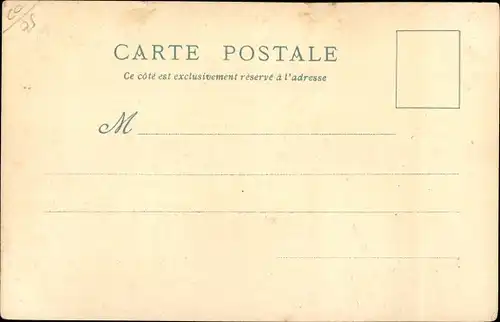 CARTE POSTALE
Ce côté est exclusivement réservé à l'adresse
M